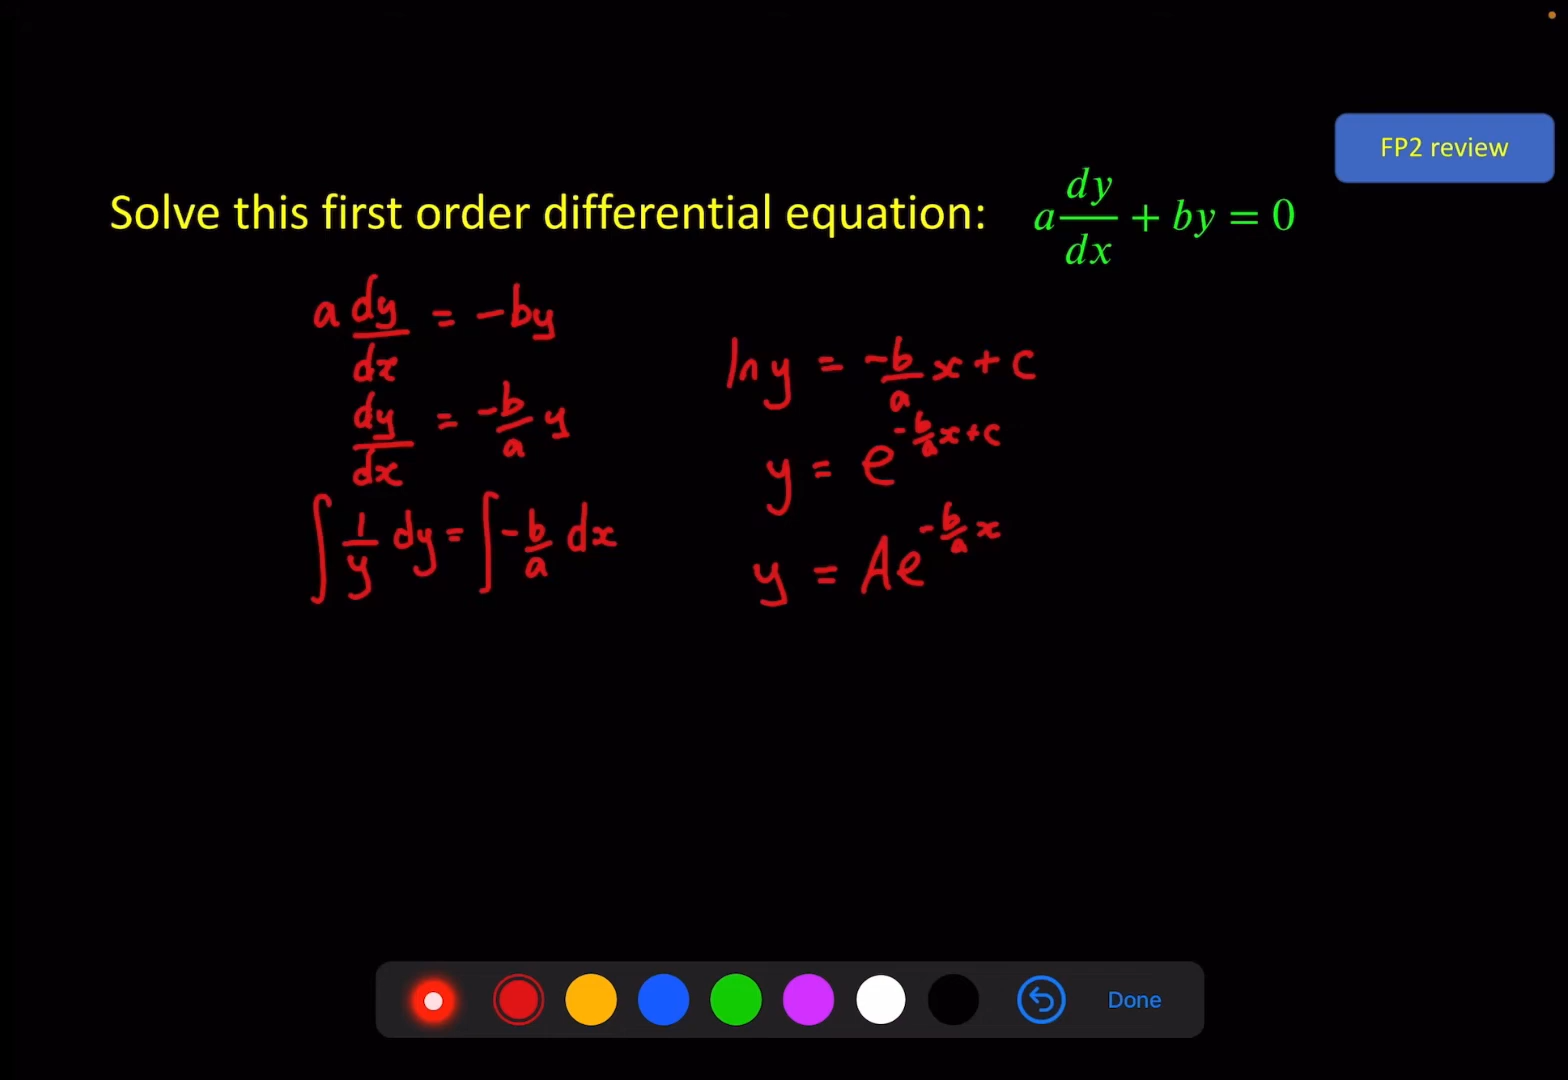 FP2 review
Solve this first order differential equation: a dy/dx + by = 0
a dy/dx = -by
dy/dx = -b/a y
∫ 1/y dy = ∫ -b/a dx
ln y = -b/a x + c
y = e^(-b/a x + c)
y = Ae^(-b/a x)
Done